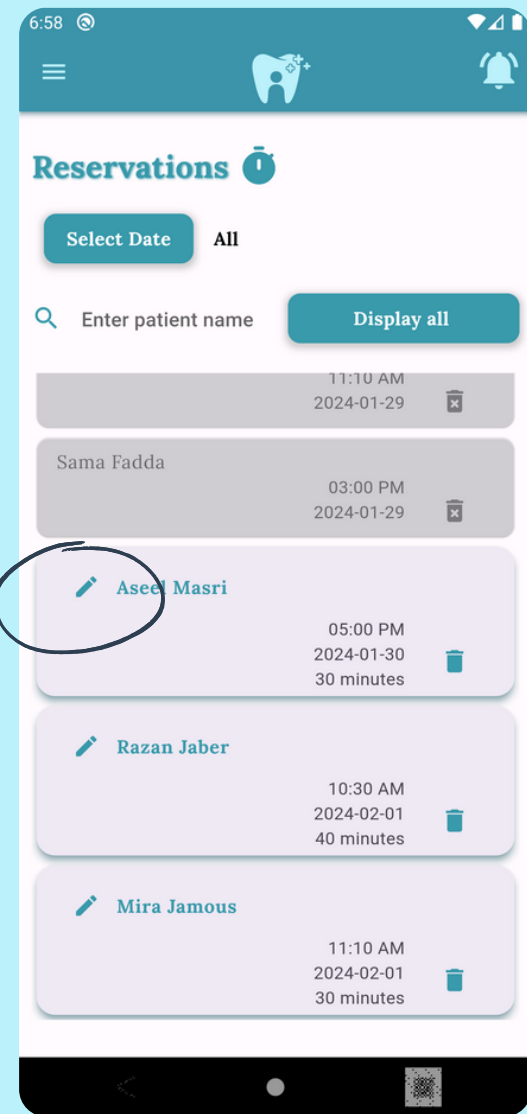 6:58
Reservations
Select Date
All
Enter patient name
Display all
11:10 AM
2024-01-29
Sama Fadda
03:00 PM
2024-01-29
Aseel Masri
05:00 PM
2024-01-30
30 minutes
Razan Jaber
10:30 AM
2024-02-01
40 minutes
Mira Jamous
11:10 AM
2024-02-01
30 minutes